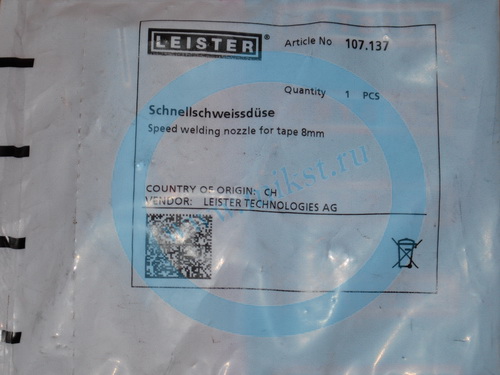 LEISTER®
Article No 107.137
Quantity 1 PCS
Schnellschweissdüse
Speed welding nozzle for tape 8mm
COUNTRY OF ORIGIN: CH
VENDOR: LEISTER TECHNOLOGIES AG